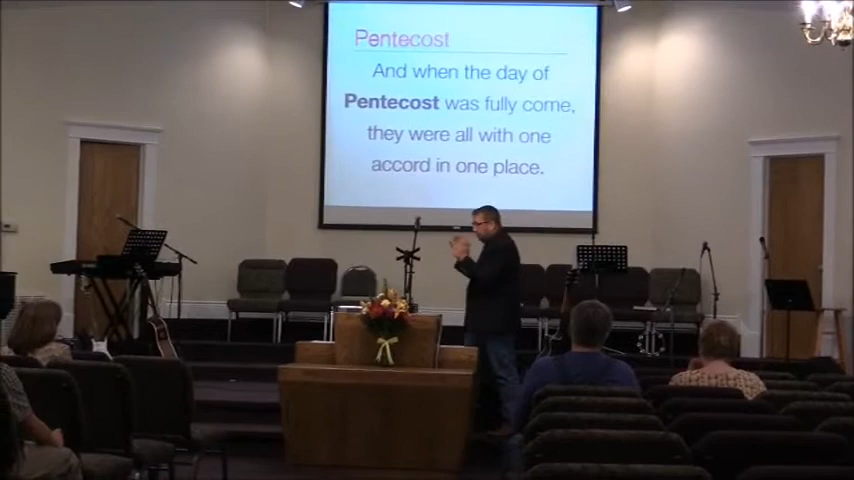 Pentecost
And when the day of
Pentecost was fully come,
they were all with one
accord in one place.